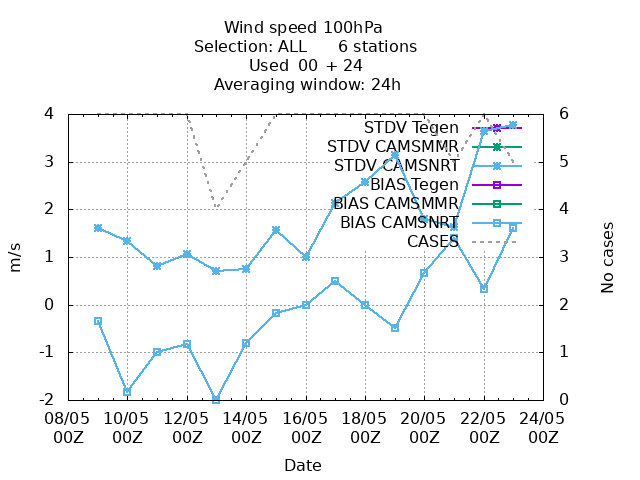 Wind speed 100hPa
Selection: ALL      6 stations
Used  00 + 24
Averaging window: 24h
4
3
2
1
0
-1
-2
m/s
6
5
4
3
2
1
0
No cases
STDV Tegen
STDV CAMSMMR
STDV CAMSNRT
BIAS Tegen
BIAS CAMSMMR
BIAS CAMSNRT
CASES
08/05 10/05 12/05 14/05 16/05 18/05 20/05 22/05 24/05
00Z 00Z 00Z 00Z 00Z 00Z 00Z 00Z 00Z
Date